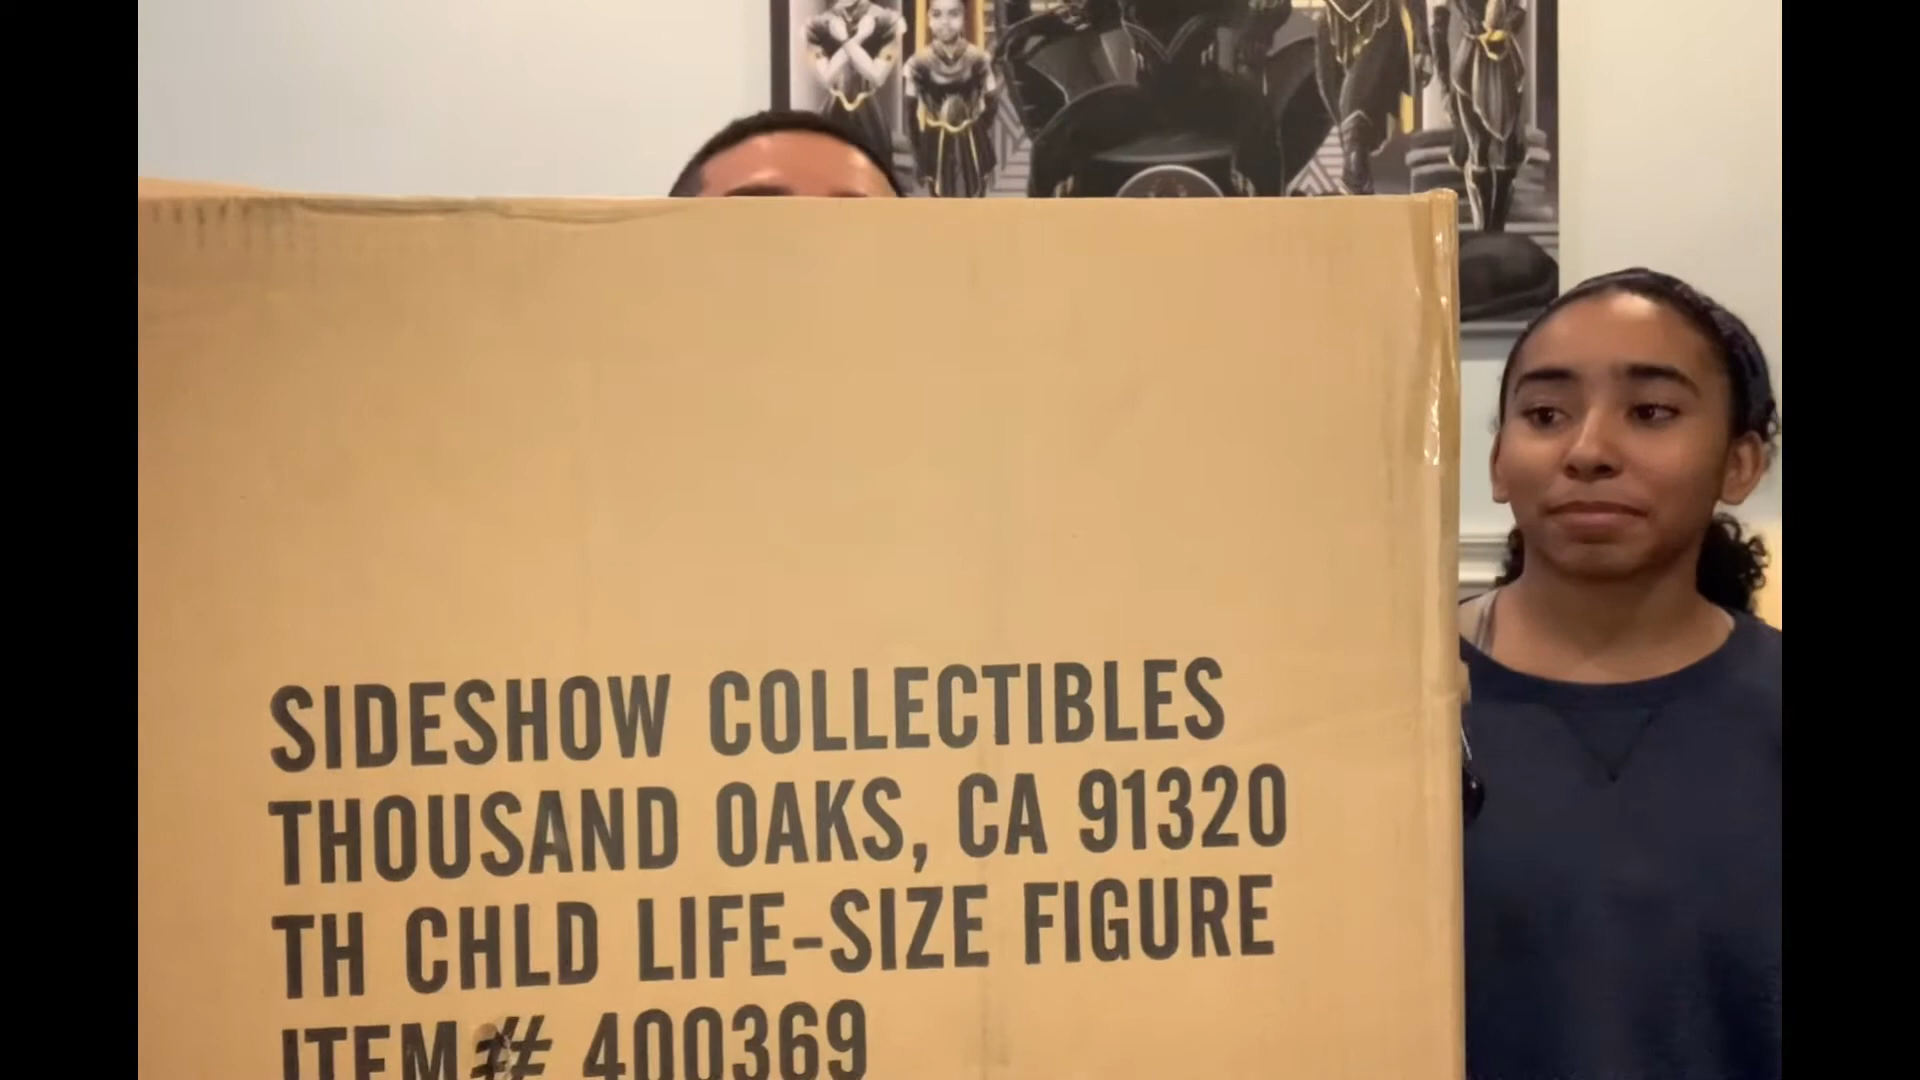 SIDESHOW COLLECTIBLES
THOUSAND OAKS, CA 91320
TH CHLD LIFE-SIZE FIGURE
ITEM# 400369